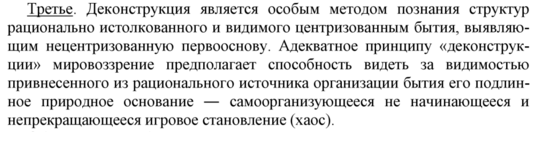 Третье. Деконструкция является особым методом познания структур
рационально истолкованного и видимого центризованным бытия, выявляю-
щим нецентризованную первооснову. Адекватное принципу «деконструк-
ции» мировоззрение предполагает способность видеть за видимостью
привнесенного из рационального источника организации бытия его подлин-
ное природное основание — самоорганизующееся не начинающееся и
непрекращающееся игровое становление (хаос).